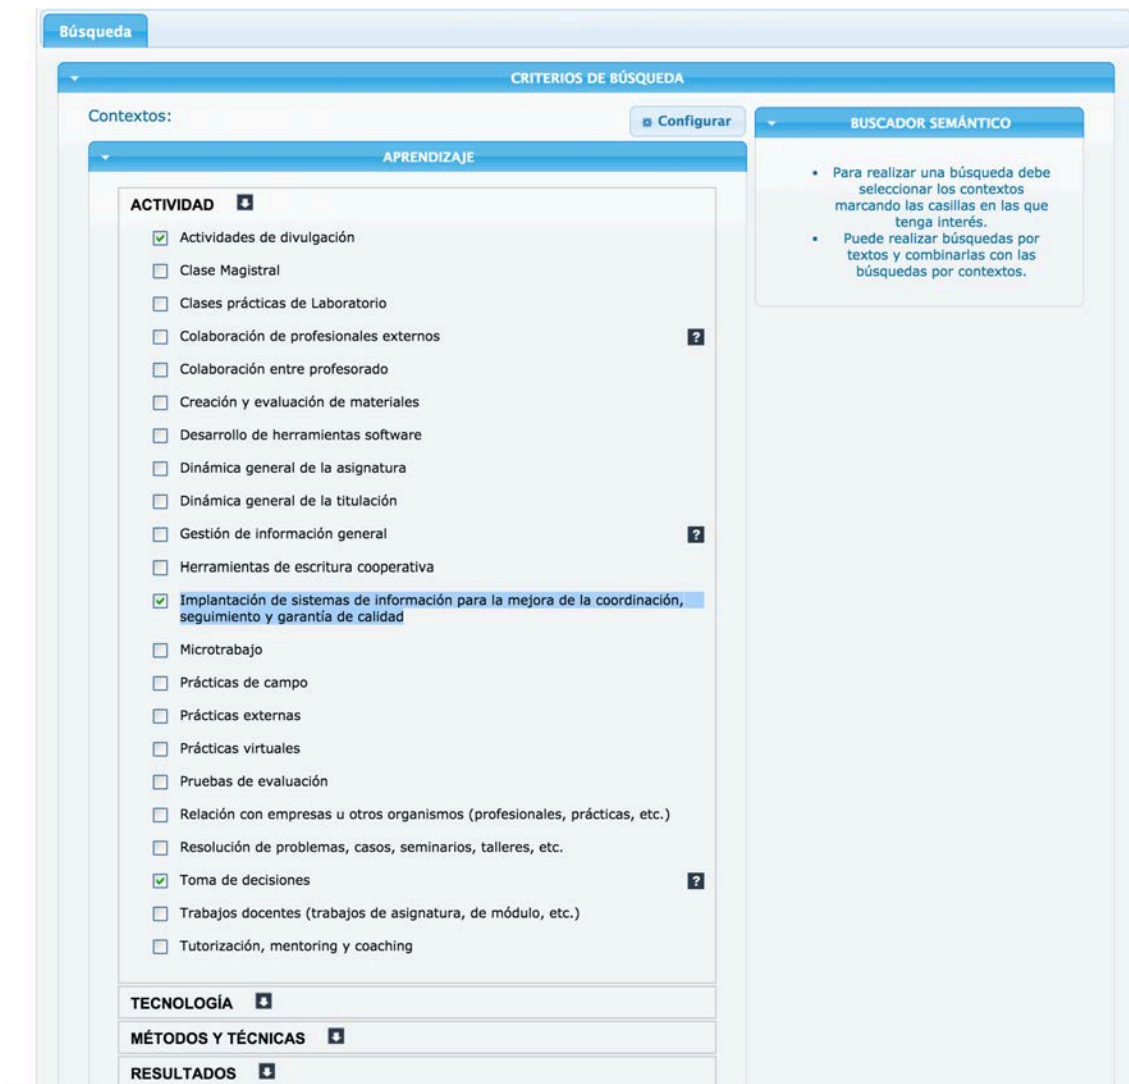 Búsqueda
CRITERIOS DE BÚSQUEDA
Contextos:
Configurar
APRENDIZAJE
ACTIVIDAD
Actividades de divulgación
Clase Magistral
Clases prácticas de Laboratorio
Colaboración de profesionales externos ?
Colaboración entre profesorado
Creación y evaluación de materiales
Desarrollo de herramientas software
Dinámica general de la asignatura
Dinámica general de la titulación
Gestión de información general ?
Herramientas de escritura cooperativa
Implantación de sistemas de información para la mejora de la coordinación,
seguimiento y garantía de calidad
Microtrabajo
Prácticas de campo
Prácticas externas
Prácticas virtuales
Pruebas de evaluación
Relación con empresas u otros organismos (profesionales, prácticas, etc.)
Resolución de problemas, casos, seminarios, talleres, etc.
Toma de decisiones ?
Trabajos docentes (trabajos de asignatura, de módulo, etc.)
Tutorización, mentoring y coaching
TECNOLOGÍA
MÉTODOS Y TÉCNICAS
RESULTADOS
BUSCADOR SEMÁNTICO
• Para realizar una búsqueda debe
seleccionar los contextos
marcando las casillas en las que
tenga interés.
• Puede realizar búsquedas por
textos y combinarlas con las
búsquedas por contextos.